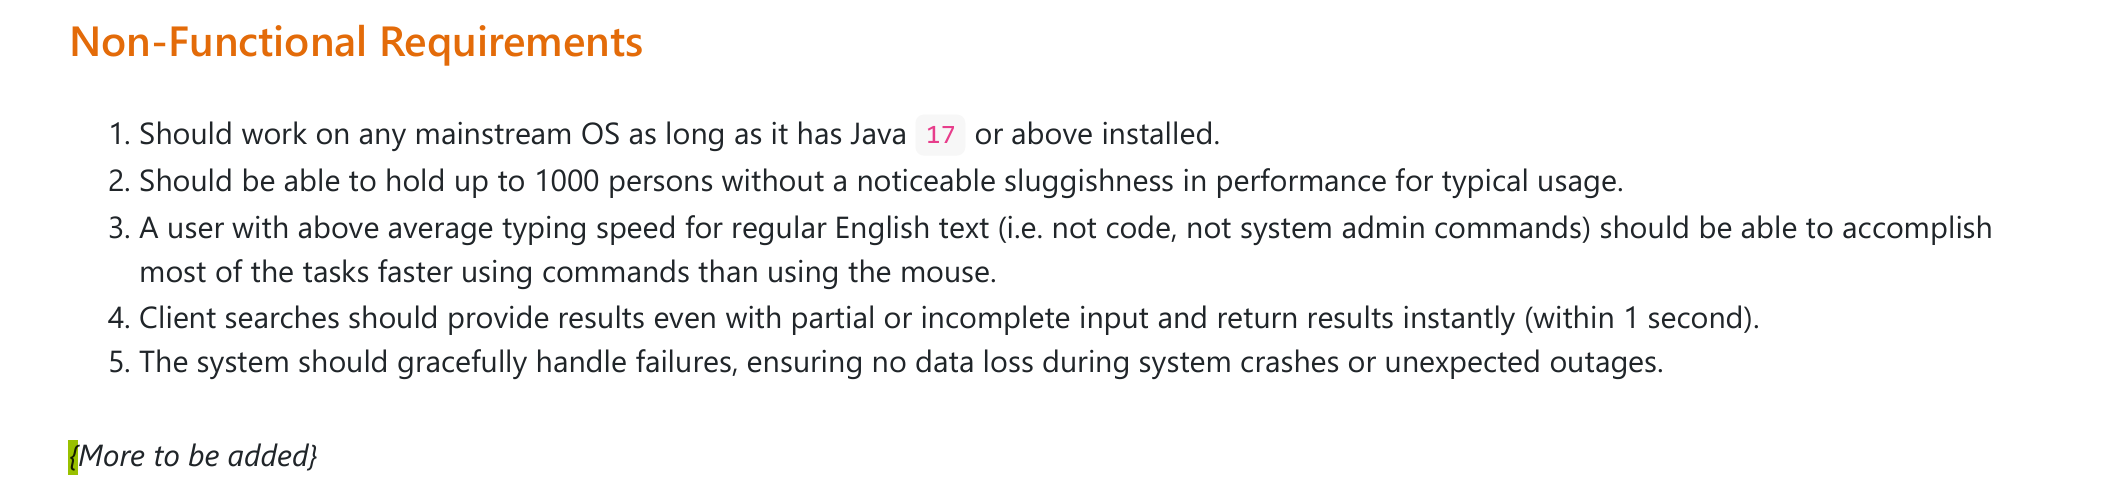 Non-Functional Requirements
1. Should work on any mainstream OS as long as it has Java 17 or above installed.
2. Should be able to hold up to 1000 persons without a noticeable sluggishness in performance for typical usage.
3. A user with above average typing speed for regular English text (i.e. not code, not system admin commands) should be able to accomplish
most of the tasks faster using commands than using the mouse.
4. Client searches should provide results even with partial or incomplete input and return results instantly (within 1 second).
5. The system should gracefully handle failures, ensuring no data loss during system crashes or unexpected outages.
{More to be added}